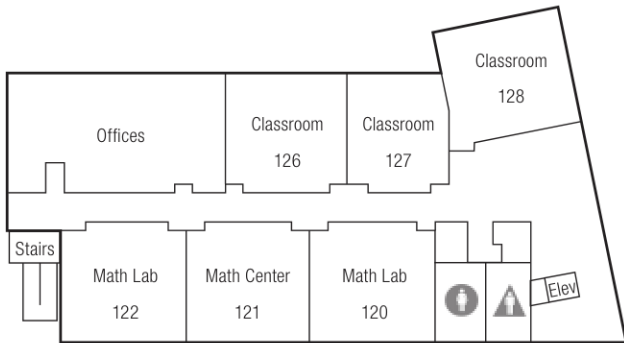 Classroom
128
Offices
Classroom
126
Classroom
127
Stairs
Math Lab
122
Math Center
121
Math Lab
120
Elev